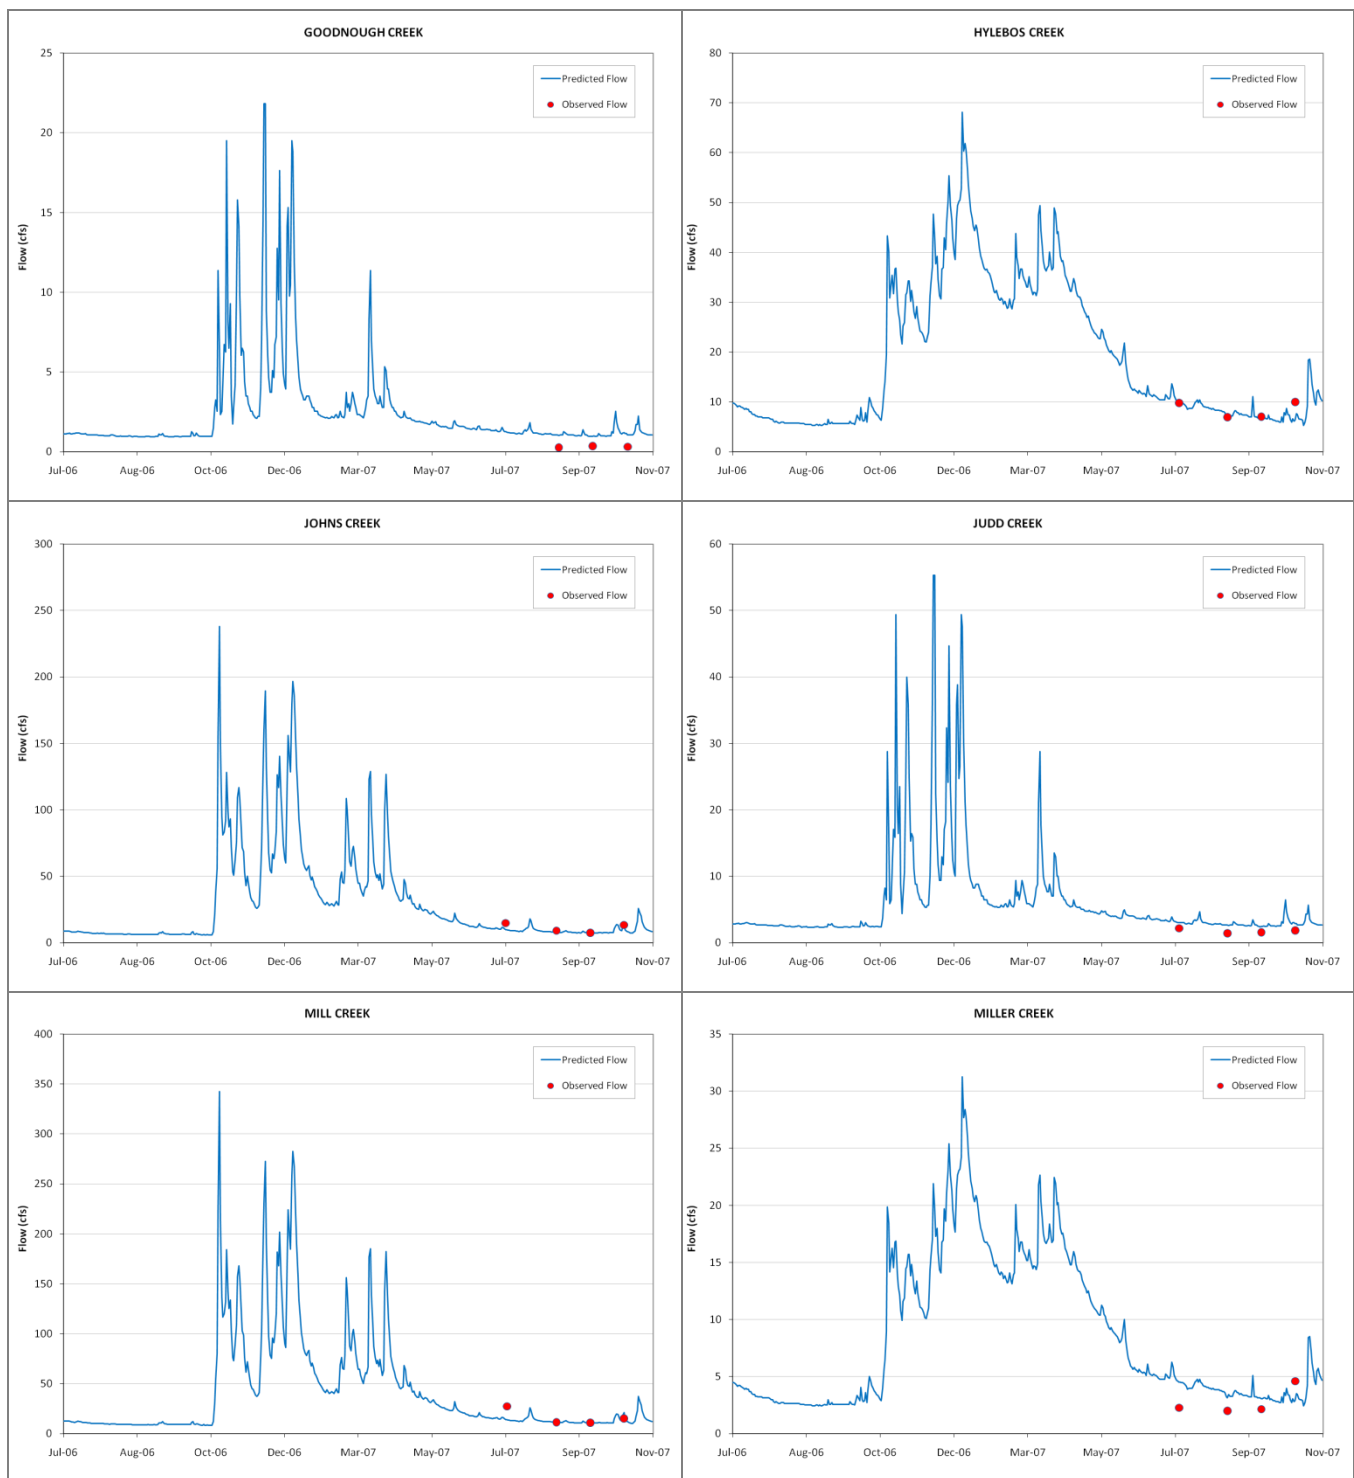 GOODNOUGH CREEK
25
20
15
10
5
0
Flow (cfs)
Predicted Flow
Observed Flow
Jul-06 Aug-06 Oct-06 Dec-06 Mar-07 May-07 Jul-07 Sep-07 Nov-07
HYLEBOS CREEK
80
70
60
50
40
30
20
10
0
Flow (cfs)
Predicted Flow
Observed Flow
Jul-06 Aug-06 Oct-06 Dec-06 Mar-07 May-07 Jul-07 Sep-07 Nov-07
JOHNS CREEK
300
250
200
150
100
50
0
Flow (cfs)
Predicted Flow
Observed Flow
Jul-06 Aug-06 Oct-06 Dec-06 Mar-07 May-07 Jul-07 Sep-07 Nov-07
JUDD CREEK
60
50
40
30
20
10
0
Flow (cfs)
Predicted Flow
Observed Flow
Jul-06 Aug-06 Oct-06 Dec-06 Mar-07 May-07 Jul-07 Sep-07 Nov-07
MILL CREEK
400
350
300
250
200
150
100
50
0
Flow (cfs)
Predicted Flow
Observed Flow
Jul-06 Aug-06 Oct-06 Dec-06 Mar-07 May-07 Jul-07 Sep-07 Nov-07
MILLER CREEK
35
30
25
20
15
10
5
0
Flow (cfs)
Predicted Flow
Observed Flow
Jul-06 Aug-06 Oct-06 Dec-06 Mar-07 May-07 Jul-07 Sep-07 Nov-07